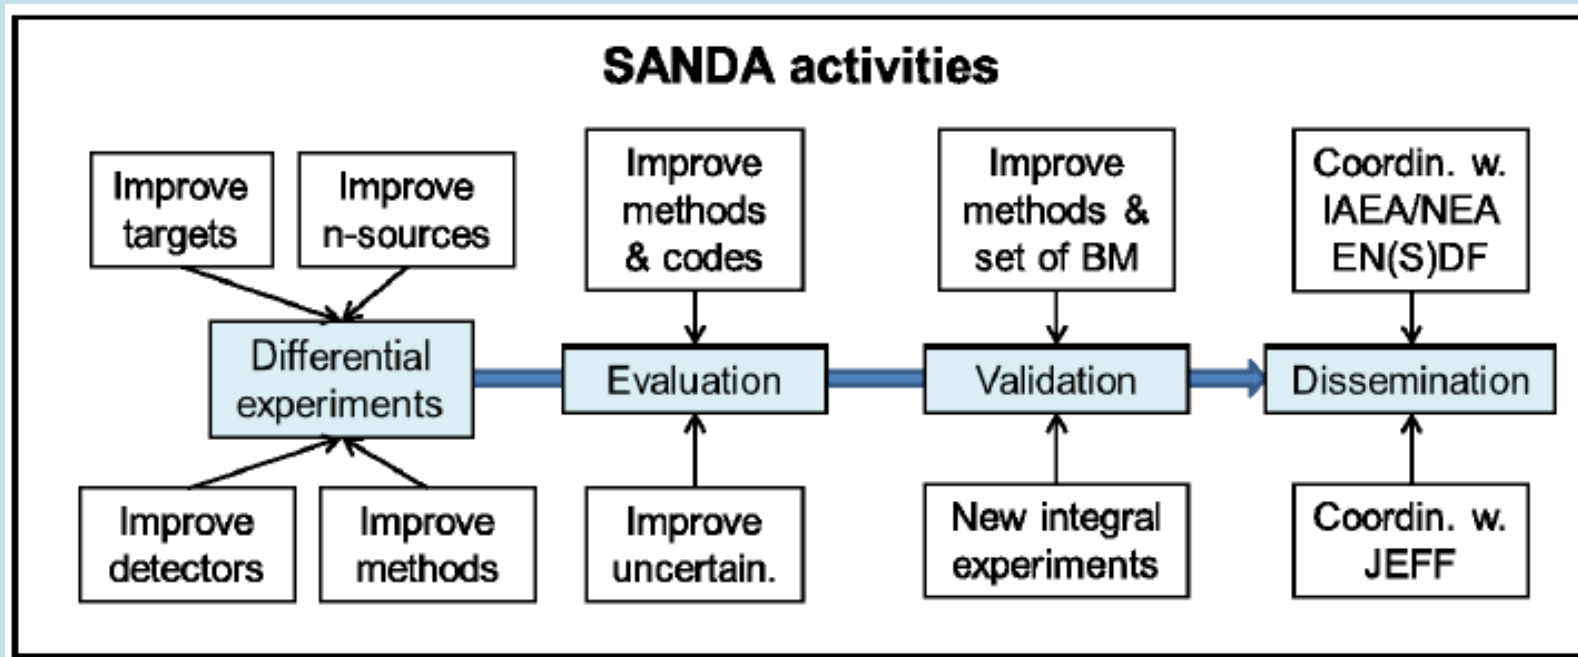 SANDA activities
Improve
targets
Improve
n-sources
Improve
methods
& codes
Improve
methods &
set of BM
Coordin. w.
IAEA/NEA
EN(S)DF
Differential
experiments
Evaluation
Validation
Dissemination
Improve
detectors
Improve
methods
Improve
uncertain.
New integral
experiments
Coordin. w.
JEFF